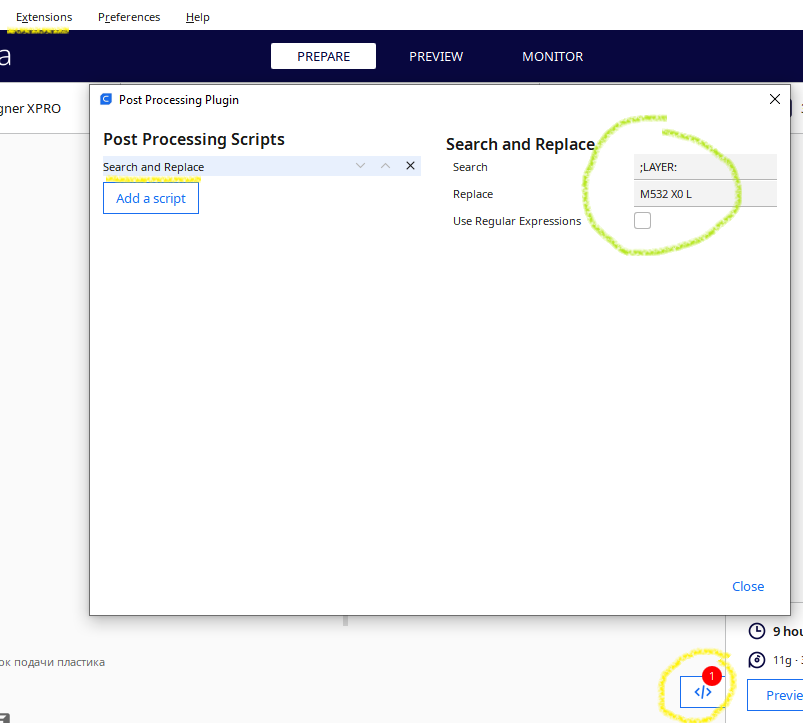 Extensions Preferences Help
a PREPARE PREVIEW MONITOR
gner XPRO
Post Processing Plugin
Post Processing Scripts
Search and Replace
Add a script
Search and Replace
Search ;LAYER:
Replace M532 X0 L
Use Regular Expressions
Close
9 hou
ок подачи пластика
11g ·
1
</>
Previe